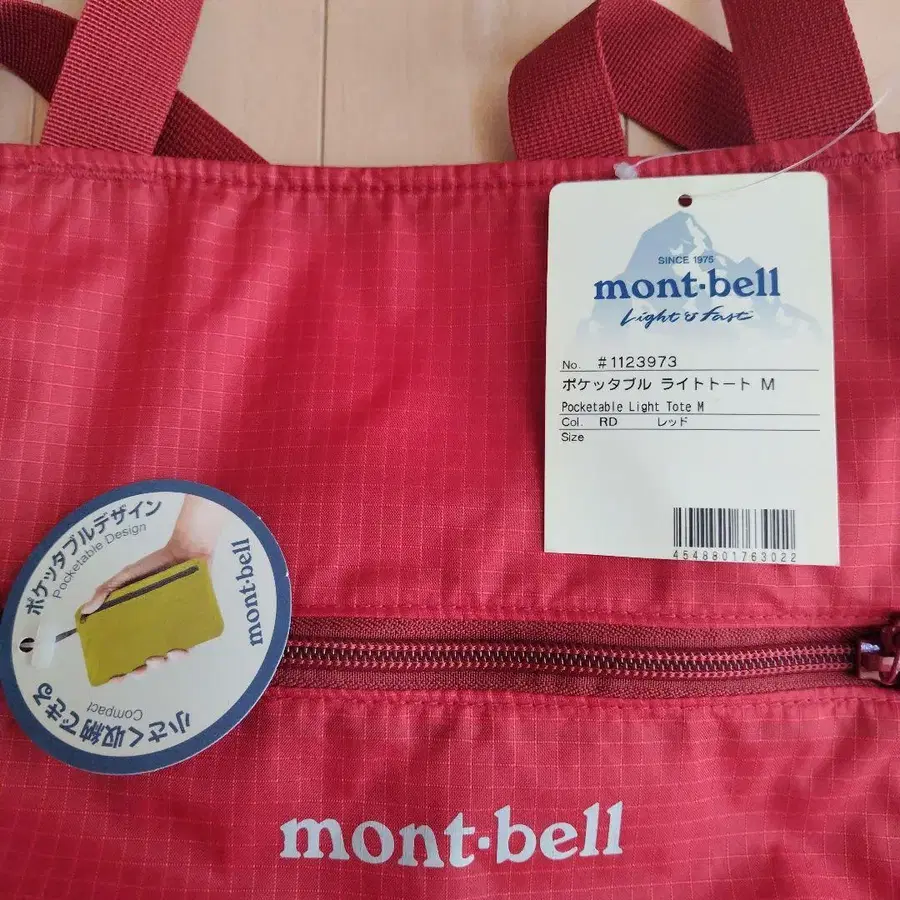 SINCE 1975
mont·bell
Light & Fast
No. #1123973
ポケッタブル ライトトート M
Pocketable Light Tote M
Col. RD レッド
Size
4548801763022
ポケッタブルデザイン
Pocketable Design
mont·bell
小さく収納できる
Compact
mont·bell